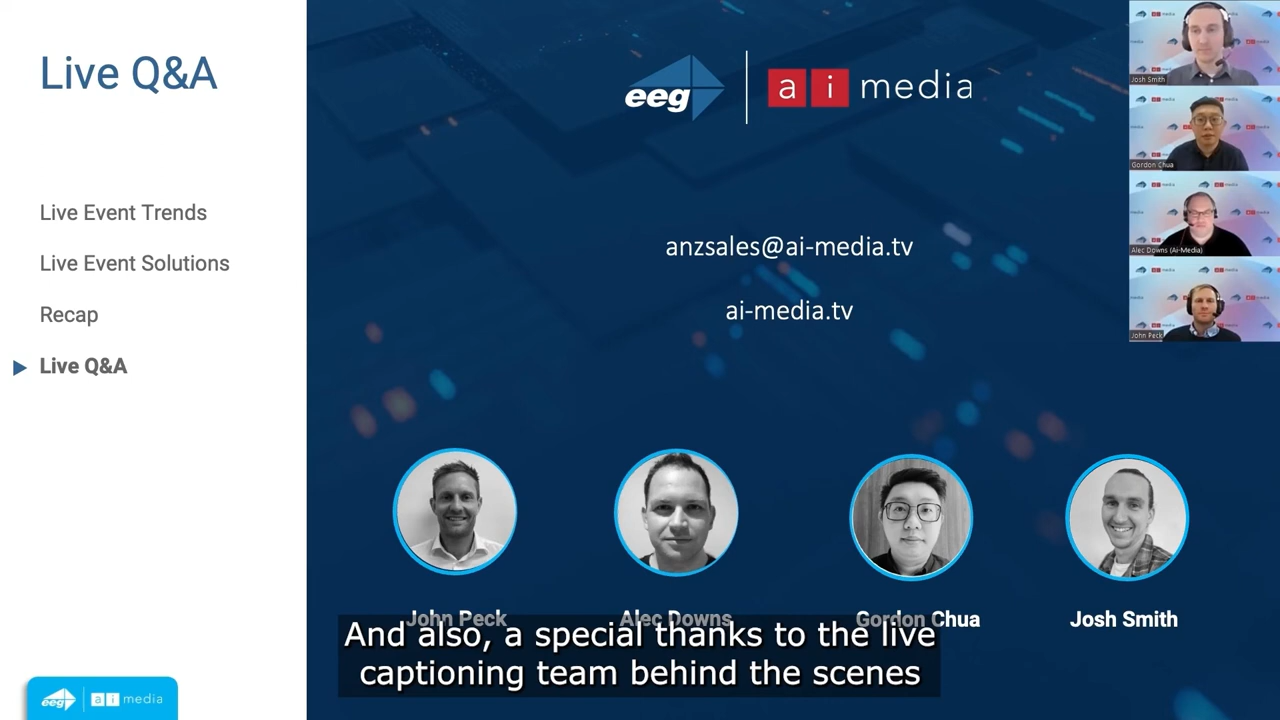 Live Q&A
Live Event Trends
Live Event Solutions
Recap
Live Q&A
eeg
ai media
eeg
ai media
anzsales@ai-media.tv
ai-media.tv
Josh Smith
Gordon Chua
Alec Downs (Ai-Media)
John Peck
John Peck
Alec Downs
Gordon Chua
Josh Smith
And also, a special thanks to the live
captioning team behind the scenes